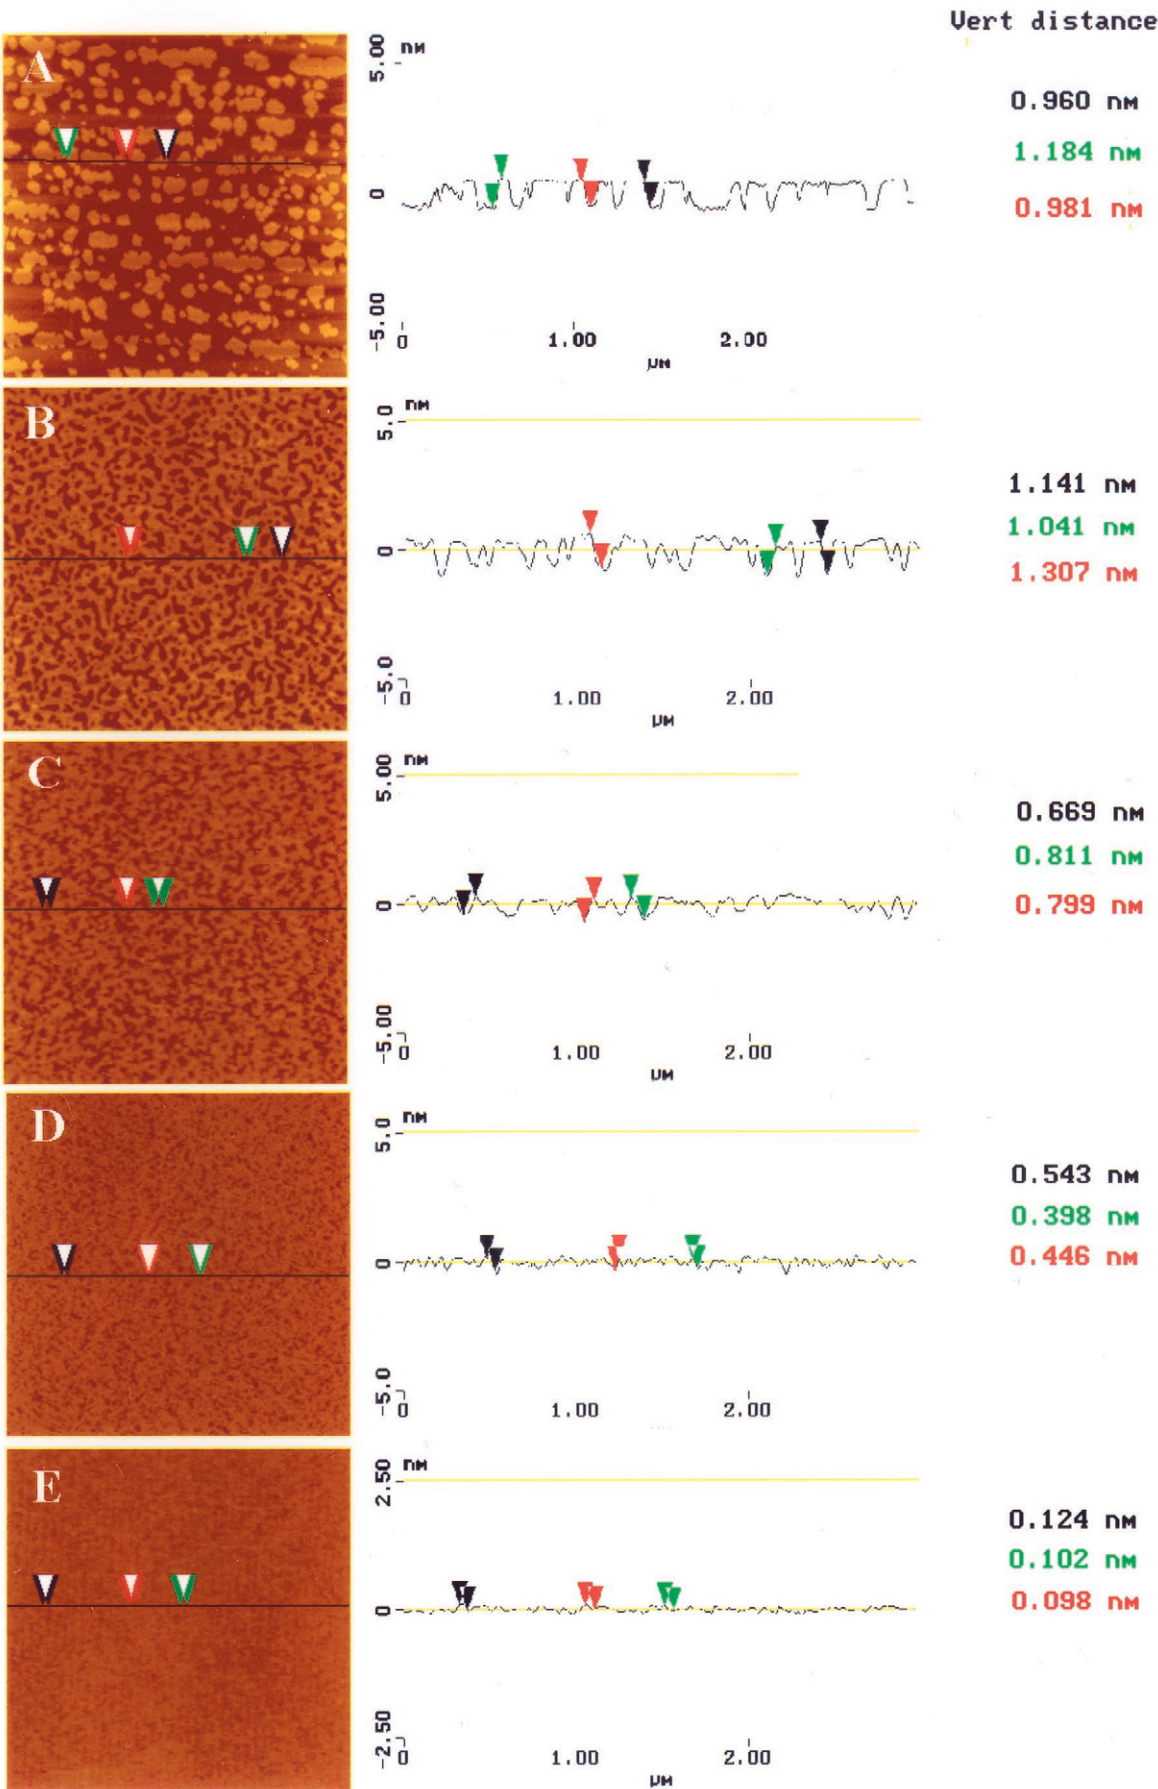 Vert distance
A
5.00 nm
0
-5.00
0 1.00 2.00
µm
0.960 nm
1.184 nm
0.981 nm
B
5.0 nm
0
-5.0
0 1.00 2.00
µm
1.141 nm
1.041 nm
1.307 nm
C
5.00 nm
0
-5.00
0 1.00 2.00
µm
0.669 nm
0.811 nm
0.799 nm
D
5.0 nm
0
-5.0
0 1.00 2.00
0.543 nm
0.398 nm
0.446 nm
E
2.50 nm
0
-2.50
0 1.00 2.00
µm
0.124 nm
0.102 nm
0.098 nm